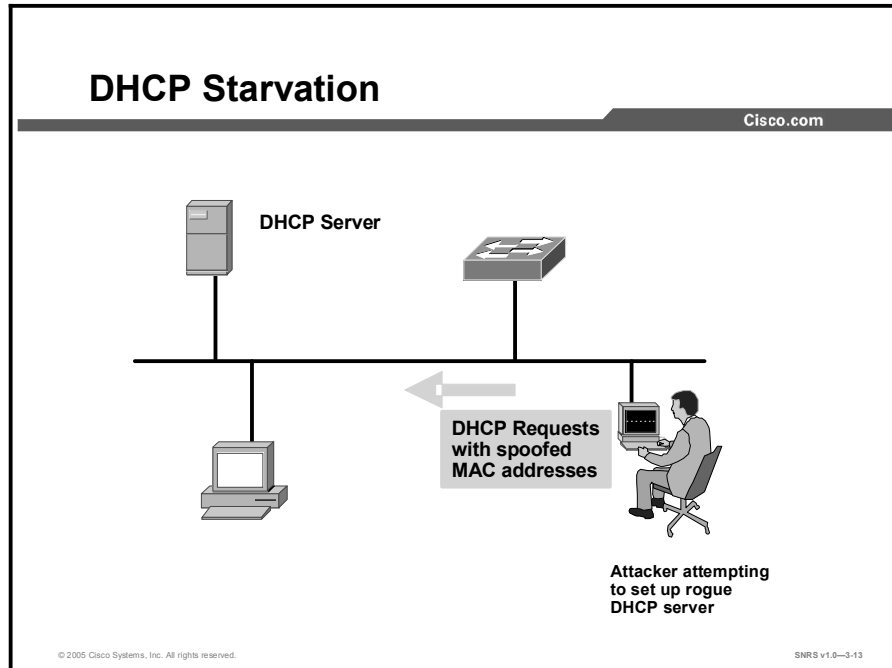 DHCP Starvation
Cisco.com
DHCP Server
DHCP Requests
with spoofed
MAC addresses
Attacker attempting
to set up rogue
DHCP server
© 2005 Cisco Systems, Inc. All rights reserved.
SNRS v1.0—3-13